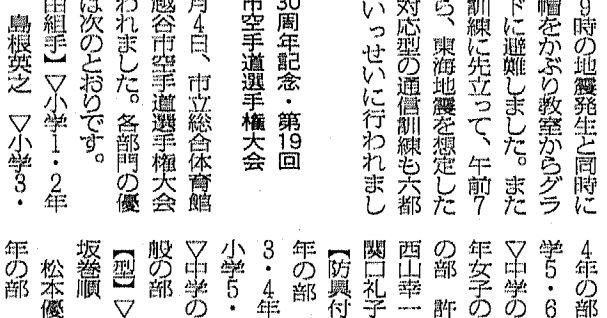 9時の地震発生と同時に
帽をかぶり教室からグラ
ドに避難しました。また
訓練に先立って、午前7
ら、東海地震を想定した
対応型の通信訓練も六都
いっせいに行われまし
30周年記念・第19回
市空手道選手権大会
月4日、市立総合体育館
越谷市空手道選手権大会
われました。各部門の優
は次のとおりです。
由組手】▽小学1・2年
島根英之 ▽小学3・
4年の部
学5・6
▽中学の
年女子の
の部 許
西山幸一
関口礼子
【防具付
年の部
3・4年
小学5・
▽中学の
般の部
【型】▽
坂巻順
松本優
年の部